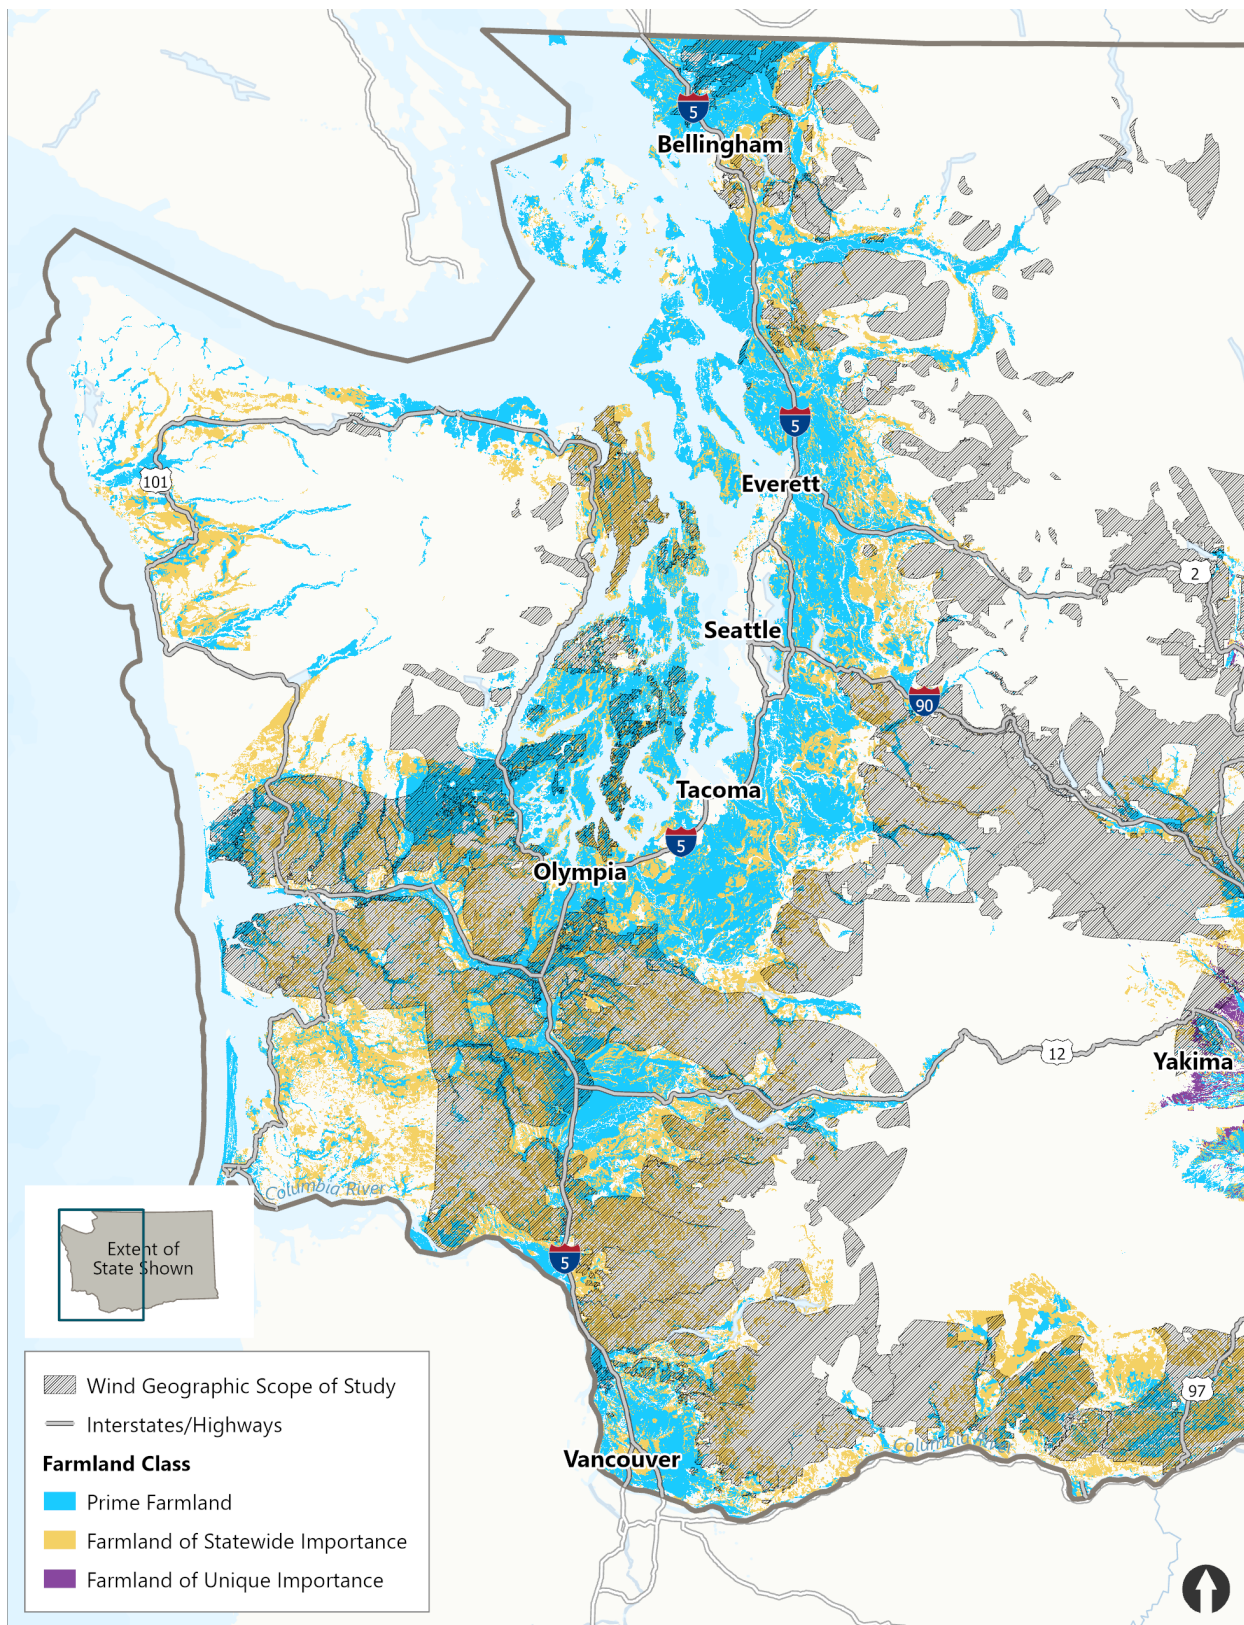 5
Bellingham
5
101
Everett
2
Seattle
90
Tacoma
5
Olympia
12
Yakima
Columbia River
Extent of
State Shown
5
97
Columbia River
Vancouver
Wind Geographic Scope of Study
Interstates/Highways
Farmland Class
Prime Farmland
Farmland of Statewide Importance
Farmland of Unique Importance